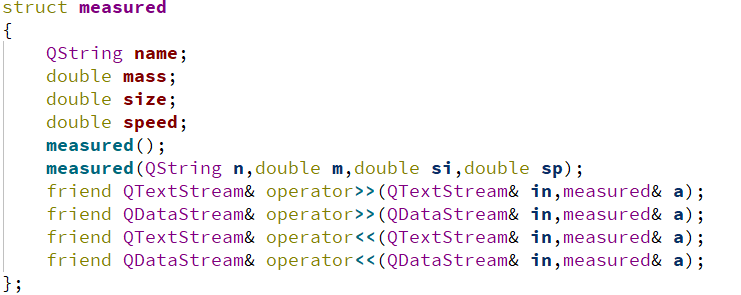 struct measured
{
    QString name;
    double mass;
    double size;
    double speed;
    measured();
    measured(QString n,double m,double si,double sp);
    friend QTextStream& operator>>(QTextStream& in,measured& a);
    friend QDataStream& operator>>(QDataStream& in,measured& a);
    friend QTextStream& operator<<(QTextStream& in,measured& a);
    friend QDataStream& operator<<(QDataStream& in,measured& a);
};